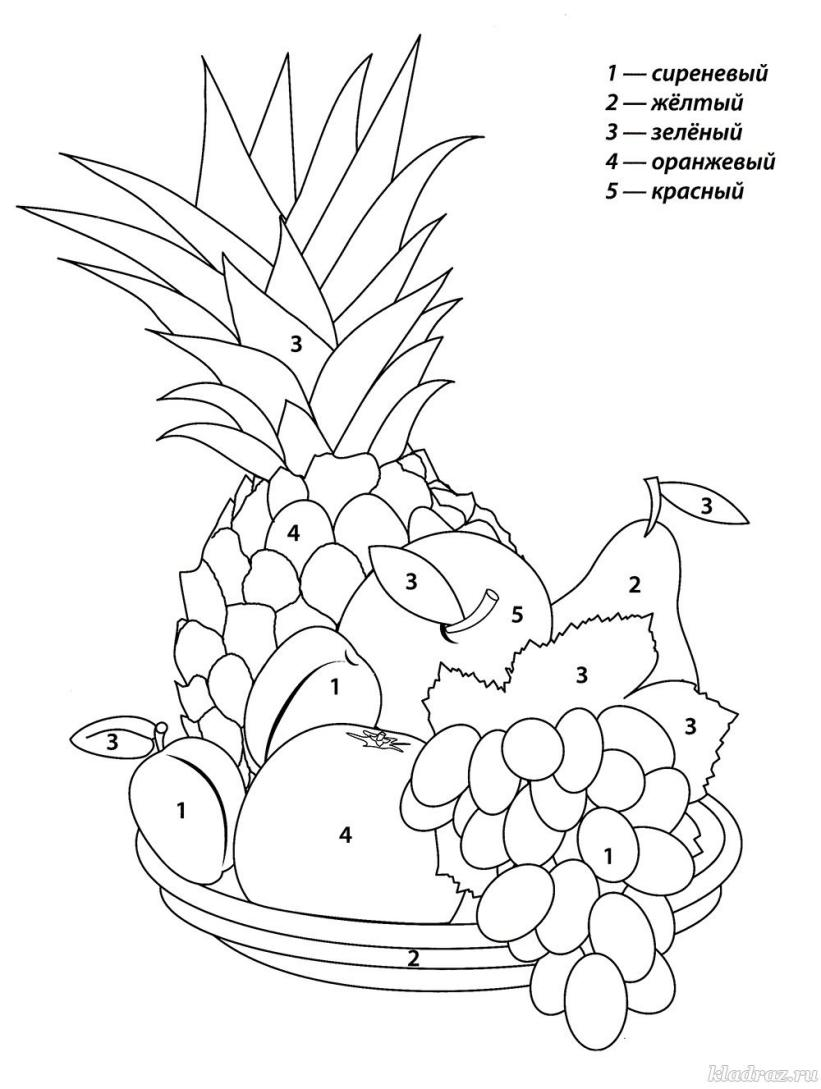 1 — сиреневый
2 — жёлтый
3 — зелёный
4 — оранжевый
5 — красный
3
3
4
3
2
5
3
1
3
3
1
4
1
2
kladraz.ru